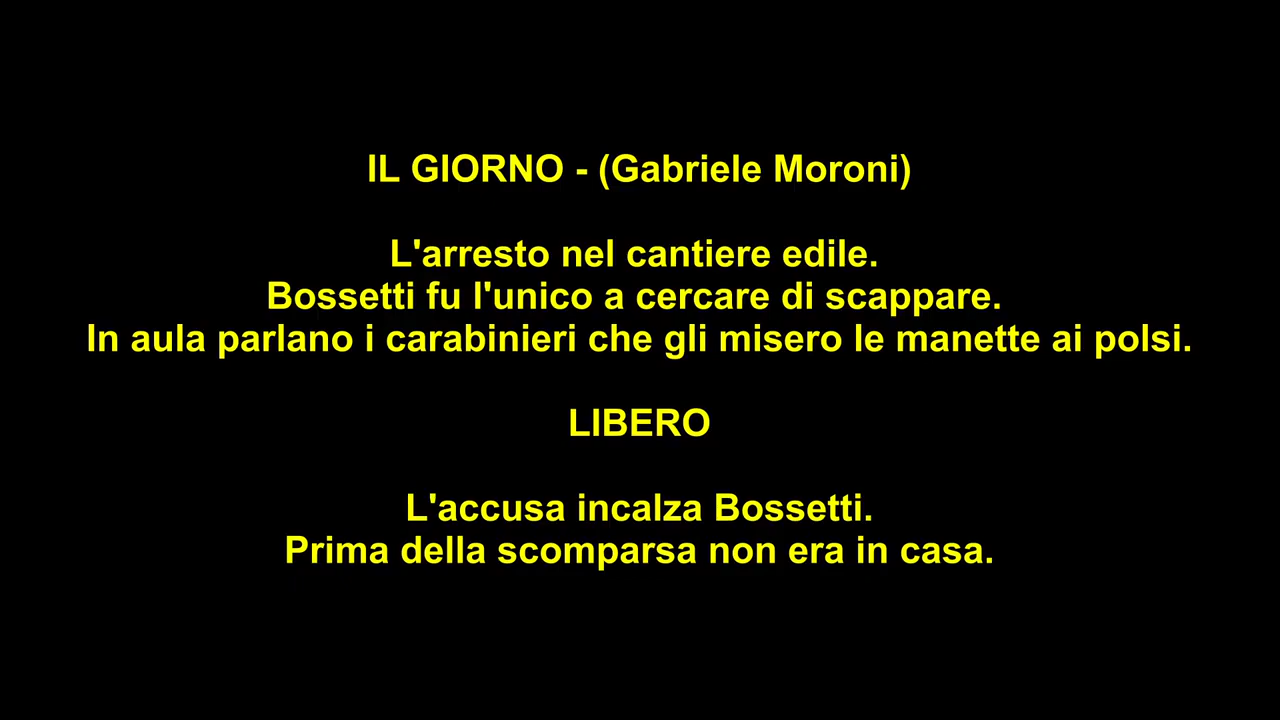 IL GIORNO - (Gabriele Moroni)
L'arresto nel cantiere edile.
Bossetti fu l'unico a cercare di scappare.
In aula parlano i carabinieri che gli misero le manette ai polsi.
LIBERO
L'accusa incalza Bossetti.
Prima della scomparsa non era in casa.